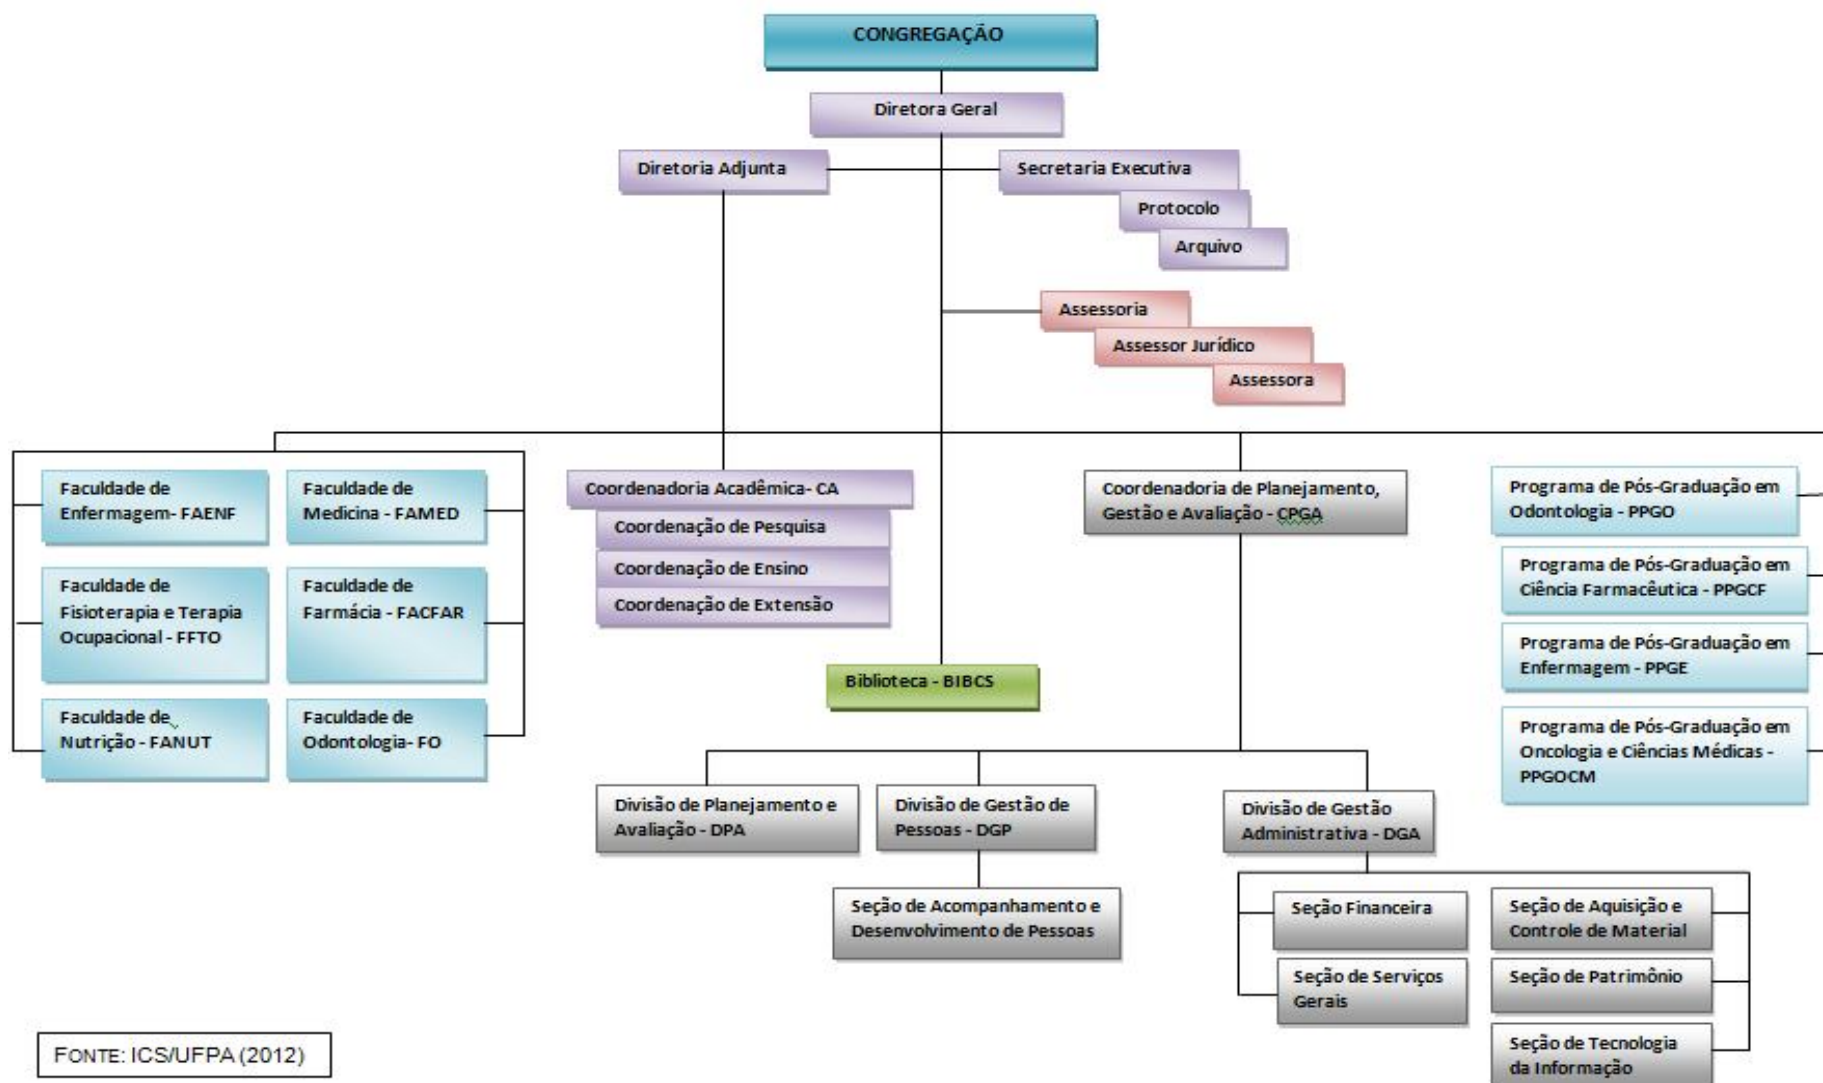 CONGREGAÇÃO
Diretora Geral
Diretoria Adjunta
Secretaria Executiva
Protocolo
Arquivo
Assessoria
Assessor Jurídico
Assessora
Faculdade de
Enfermagem- FAENF
Faculdade de
Medicina - FAMED
Faculdade de
Fisioterapia e Terapia
Ocupacional - FFTO
Faculdade de
Farmácia - FACFAR
Faculdade de
Nutrição - FANUT
Faculdade de
Odontologia- FO
Coordenadoria Acadêmica- CA
Coordenação de Pesquisa
Coordenação de Ensino
Coordenação de Extensão
Biblioteca - BIBCS
Coordenadoria de Planejamento,
Gestão e Avaliação - CPGA
Programa de Pós-Graduação em
Odontologia - PPGO
Programa de Pós-Graduação em
Ciência Farmacêutica - PPGCF
Programa de Pós-Graduação em
Enfermagem - PPGE
Programa de Pós-Graduação em
Oncologia e Ciências Médicas -
PPGOCM
Divisão de Planejamento e
Avaliação - DPA
Divisão de Gestão de
Pessoas - DGP
Divisão de Gestão
Administrativa - DGA
Seção de Acompanhamento e
Desenvolvimento de Pessoas
Seção Financeira
Seção de Serviços
Gerais
Seção de Aquisição e
Controle de Material
Seção de Patrimônio
Seção de Tecnologia
da Informação
FONTE: ICS/UFPA (2012)